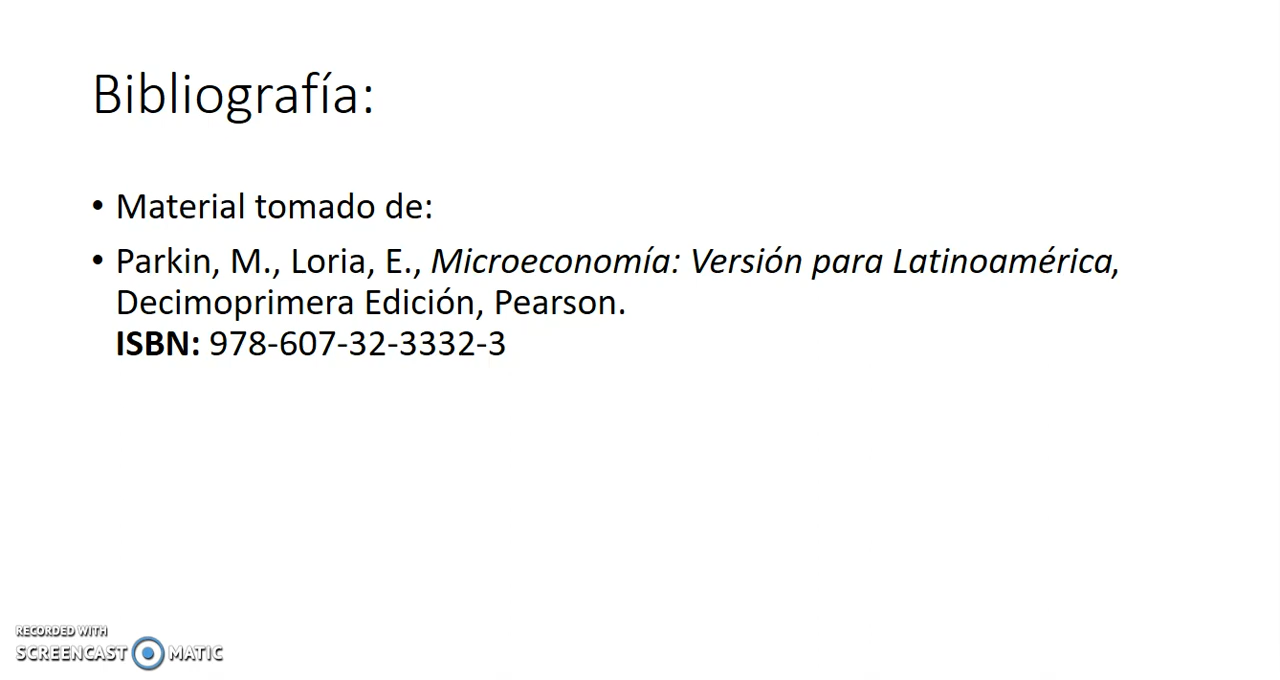 Bibliografía:
• Material tomado de:
• Parkin, M., Loria, E., Microeconomía: Versión para Latinoamérica,
Decimoprimera Edición, Pearson.
ISBN: 978-607-32-3332-3
RECORDED WITH
SCREENCAST MATIC